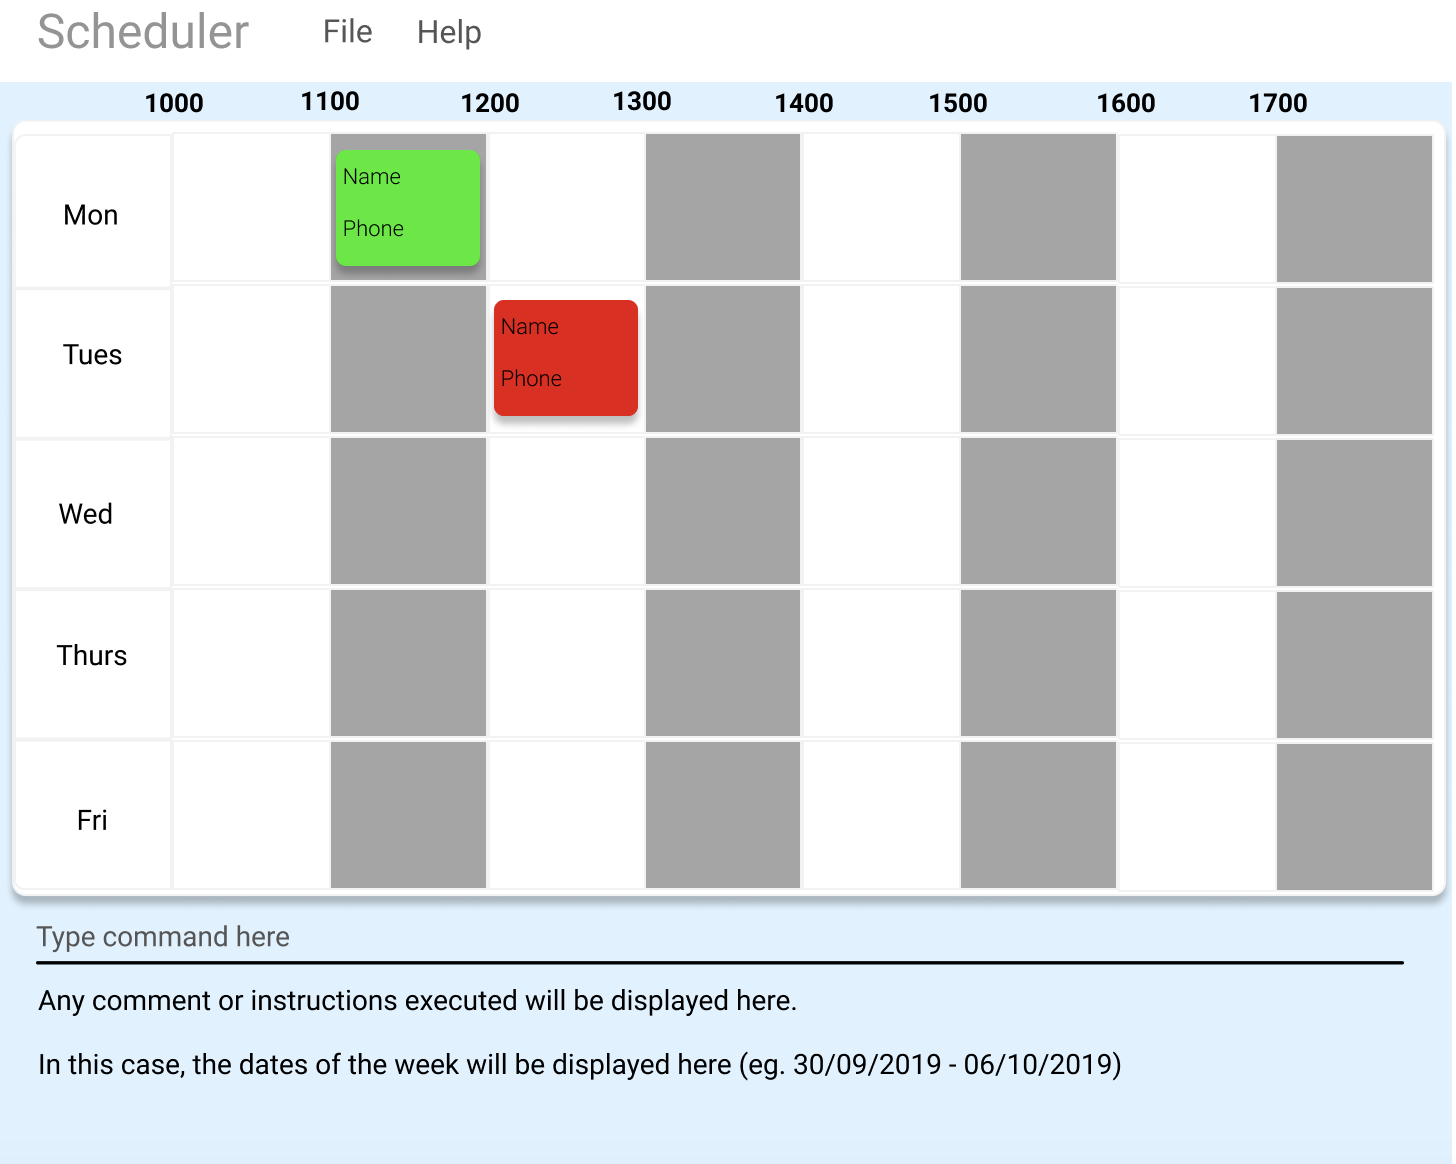 Scheduler File Help
1000 1100 1200 1300 1400 1500 1600 1700
Mon
Name
Phone
Tues
Name
Phone
Wed
Thurs
Fri
Type command here
Any comment or instructions executed will be displayed here.
In this case, the dates of the week will be displayed here (eg. 30/09/2019 - 06/10/2019)